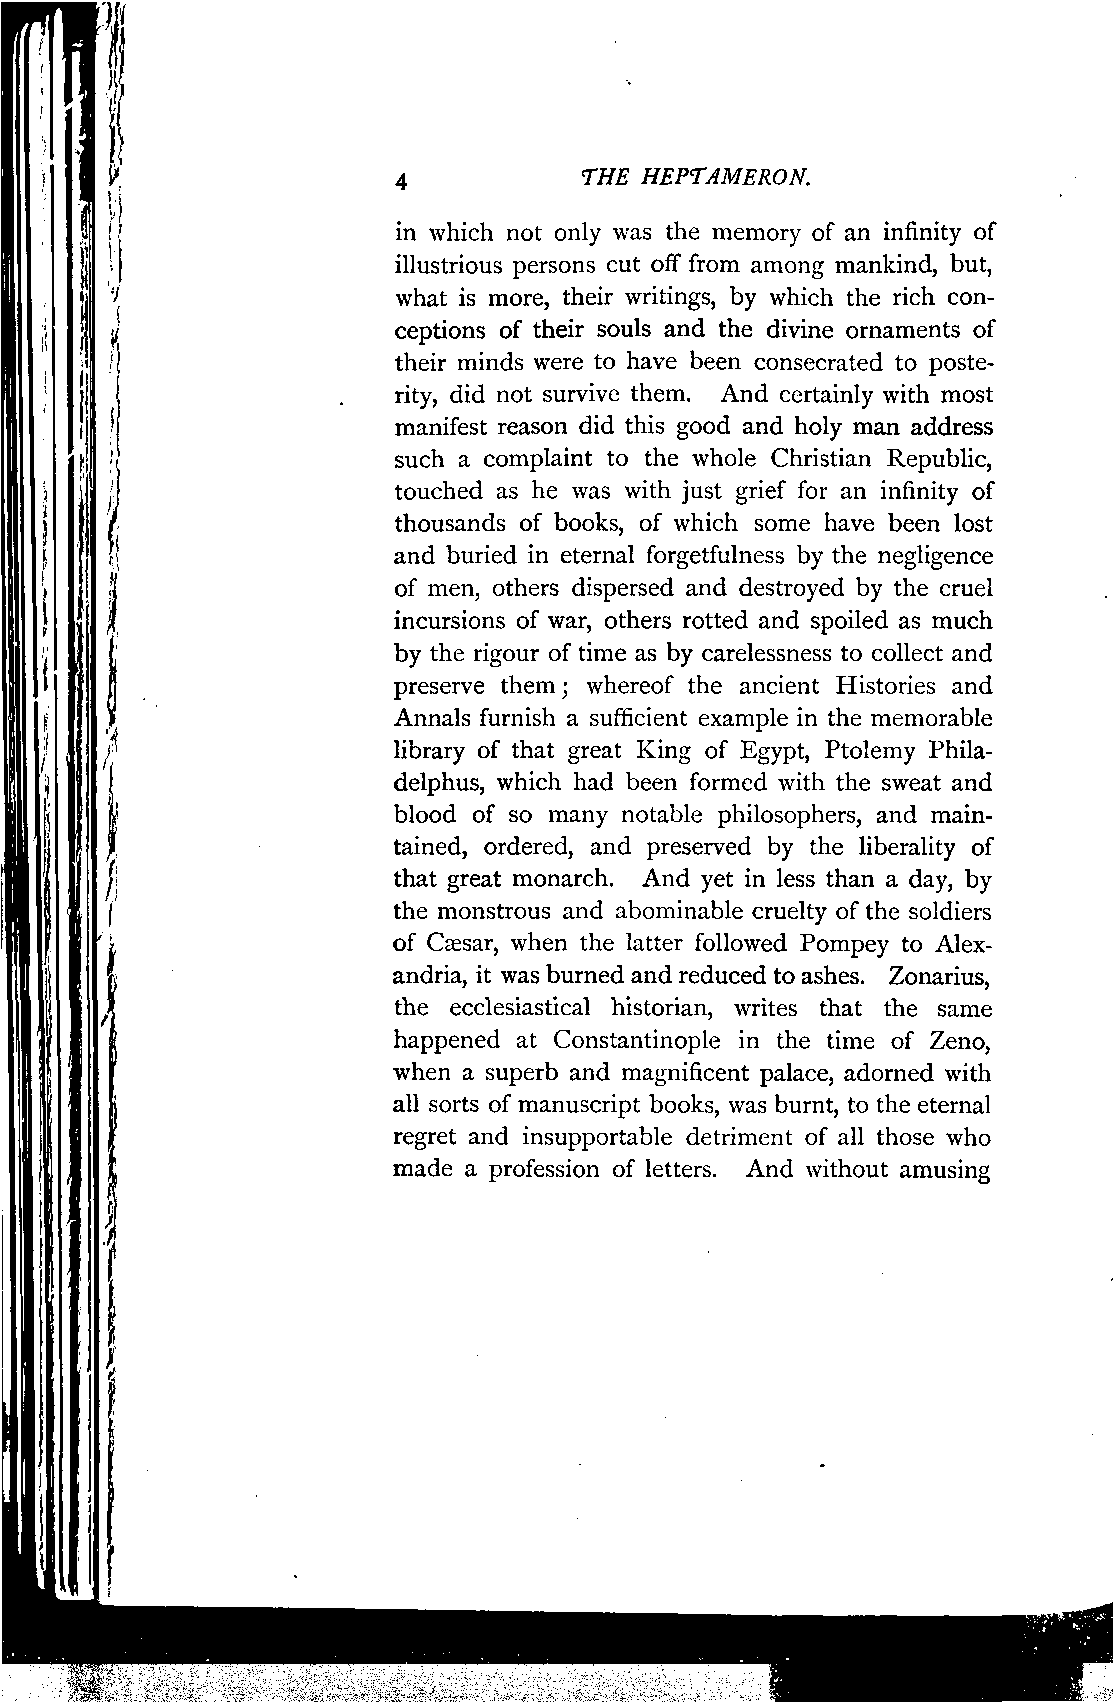 4 THE HEPTAMERON.
in which not only was the memory of an infinity of
illustrious persons cut off from among mankind, but,
what is more, their writings, by which the rich con-
ceptions of their souls and the divine ornaments of
their minds were to have been consecrated to poste-
rity, did not survive them. And certainly with most
manifest reason did this good and holy man address
such a complaint to the whole Christian Republic,
touched as he was with just grief for an infinity of
thousands of books, of which some have been lost
and buried in eternal forgetfulness by the negligence
of men, others dispersed and destroyed by the cruel
incursions of war, others rotted and spoiled as much
by the rigour of time as by carelessness to collect and
preserve them; whereof the ancient Histories and
Annals furnish a sufficient example in the memorable
library of that great King of Egypt, Ptolemy Phila-
delphus, which had been formed with the sweat and
blood of so many notable philosophers, and main-
tained, ordered, and preserved by the liberality of
that great monarch. And yet in less than a day, by
the monstrous and abominable cruelty of the soldiers
of Cæsar, when the latter followed Pompey to Alex-
andria, it was burned and reduced to ashes. Zonarius,
the ecclesiastical historian, writes that the same
happened at Constantinople in the time of Zeno,
when a superb and magnificent palace, adorned with
all sorts of manuscript books, was burnt, to the eternal
regret and insupportable detriment of all those who
made a profession of letters. And without amusing